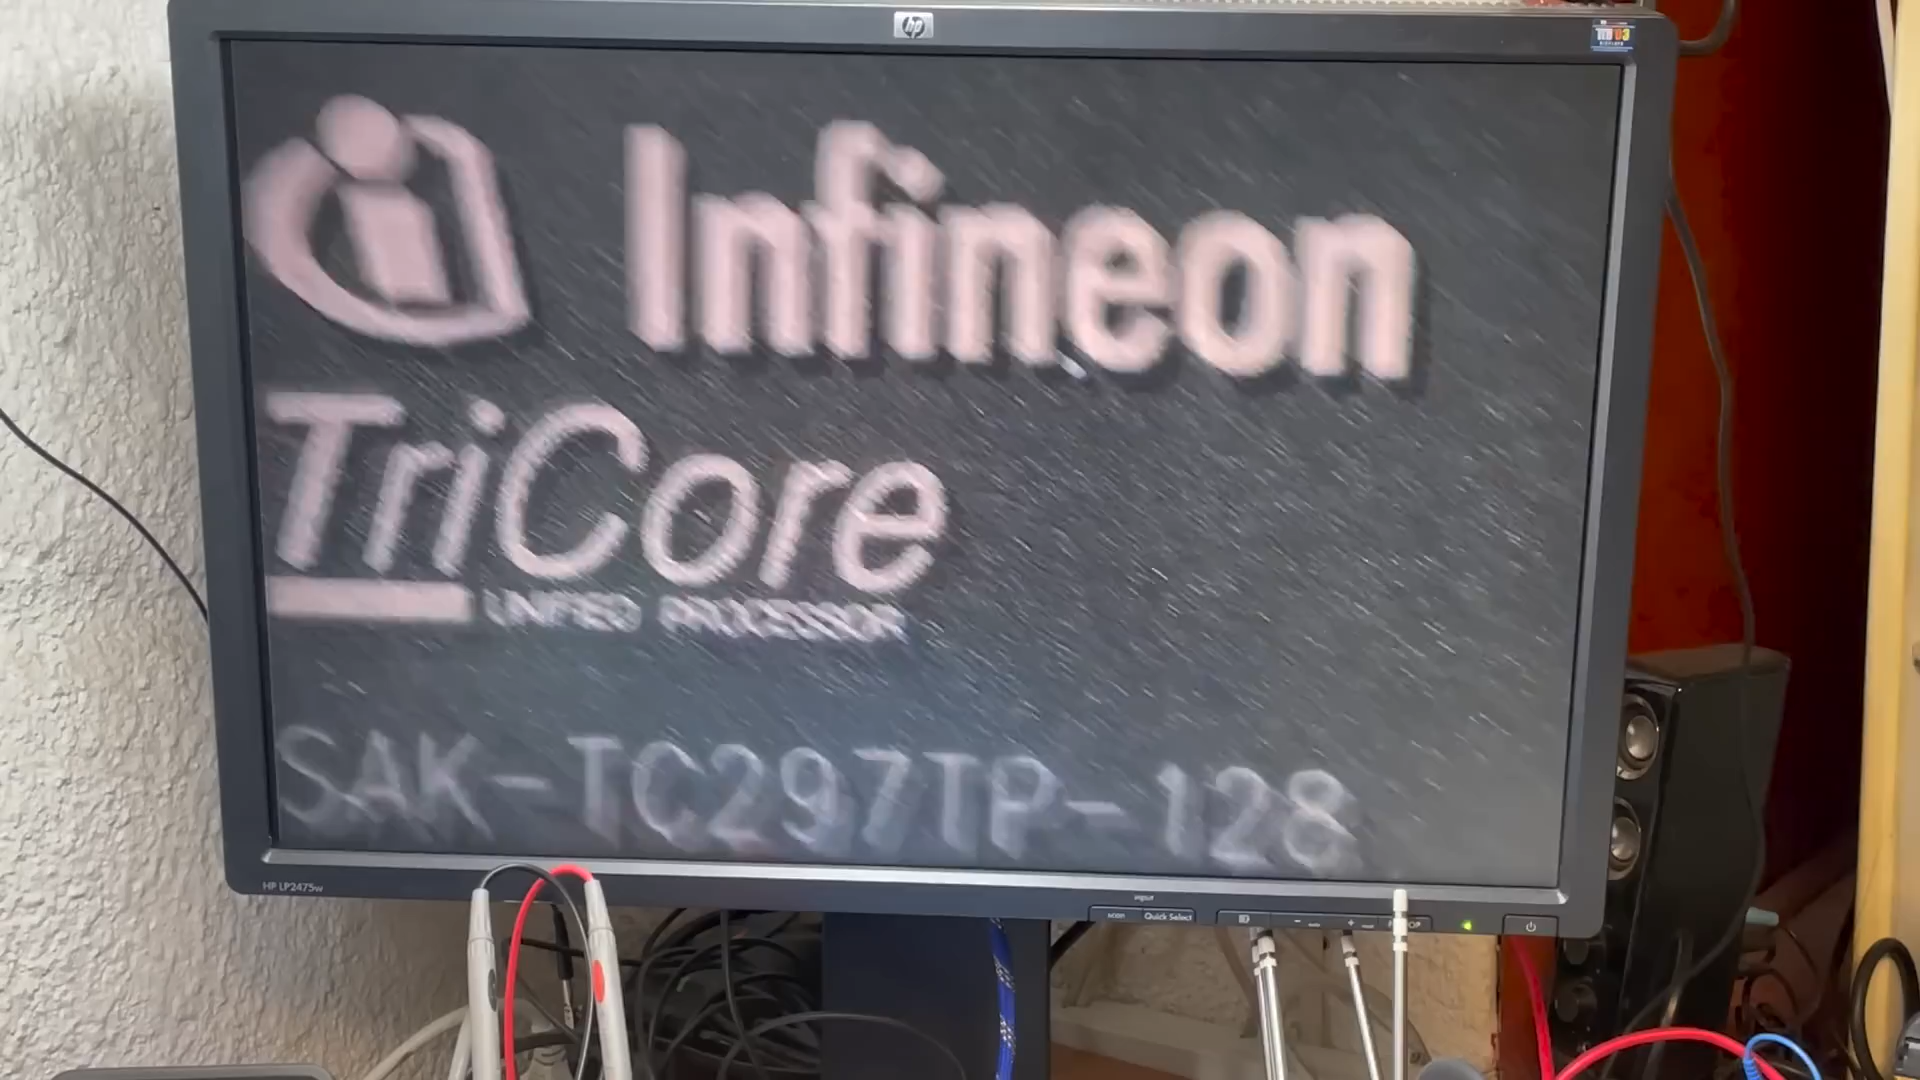 hp
Infineon
TriCore
UNIFIED PROCESSOR
SAK-TC297TP-128
HP LP2475w
Quick Select